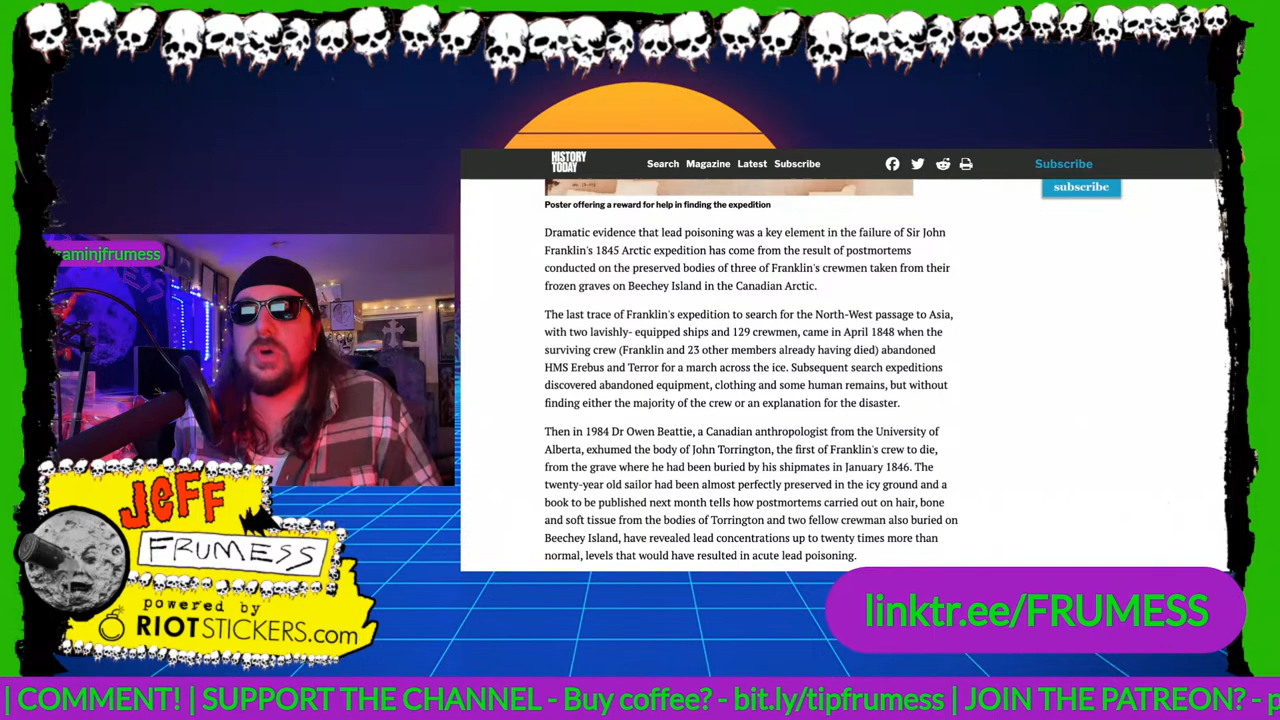 HISTORY
TODAY
Search Magazine Latest Subscribe
Subscribe
subscribe
Poster offering a reward for help in finding the expedition
Dramatic evidence that lead poisoning was a key element in the failure of Sir John
Franklin's 1845 Arctic expedition has come from the result of postmortems
conducted on the preserved bodies of three of Franklin's crewmen taken from their
frozen graves on Beechey Island in the Canadian Arctic.
The last trace of Franklin's expedition to search for the North-West passage to Asia,
with two lavishly- equipped ships and 129 crewmen, came in April 1848 when the
surviving crew (Franklin and 23 other members already having died) abandoned
HMS Erebus and Terror for a march across the ice. Subsequent search expeditions
discovered abandoned equipment, clothing and some human remains, but without
finding either the majority of the crew or an explanation for the disaster.
Then in 1984 Dr Owen Beattie, a Canadian anthropologist from the University of
Alberta, exhumed the body of John Torrington, the first of Franklin's crew to die,
from the grave where he had been buried by his shipmates in January 1846. The
twenty-year old sailor had been almost perfectly preserved in the icy ground and a
book to be published next month tells how postmortems carried out on hair, bone
and soft tissue from the bodies of Torrington and two fellow crewman also buried on
Beechey Island, have revealed lead concentrations up to twenty times more than
normal, levels that would have resulted in acute lead poisoning.
aminjfrumess
JEFF
FRUMESS
powered by
RIOTSTICKERS.com
linktr.ee/FRUMESS
| COMMENT! | SUPPORT THE CHANNEL - Buy coffee? - bit.ly/tipfrumess | JOIN THE PATREON? - p